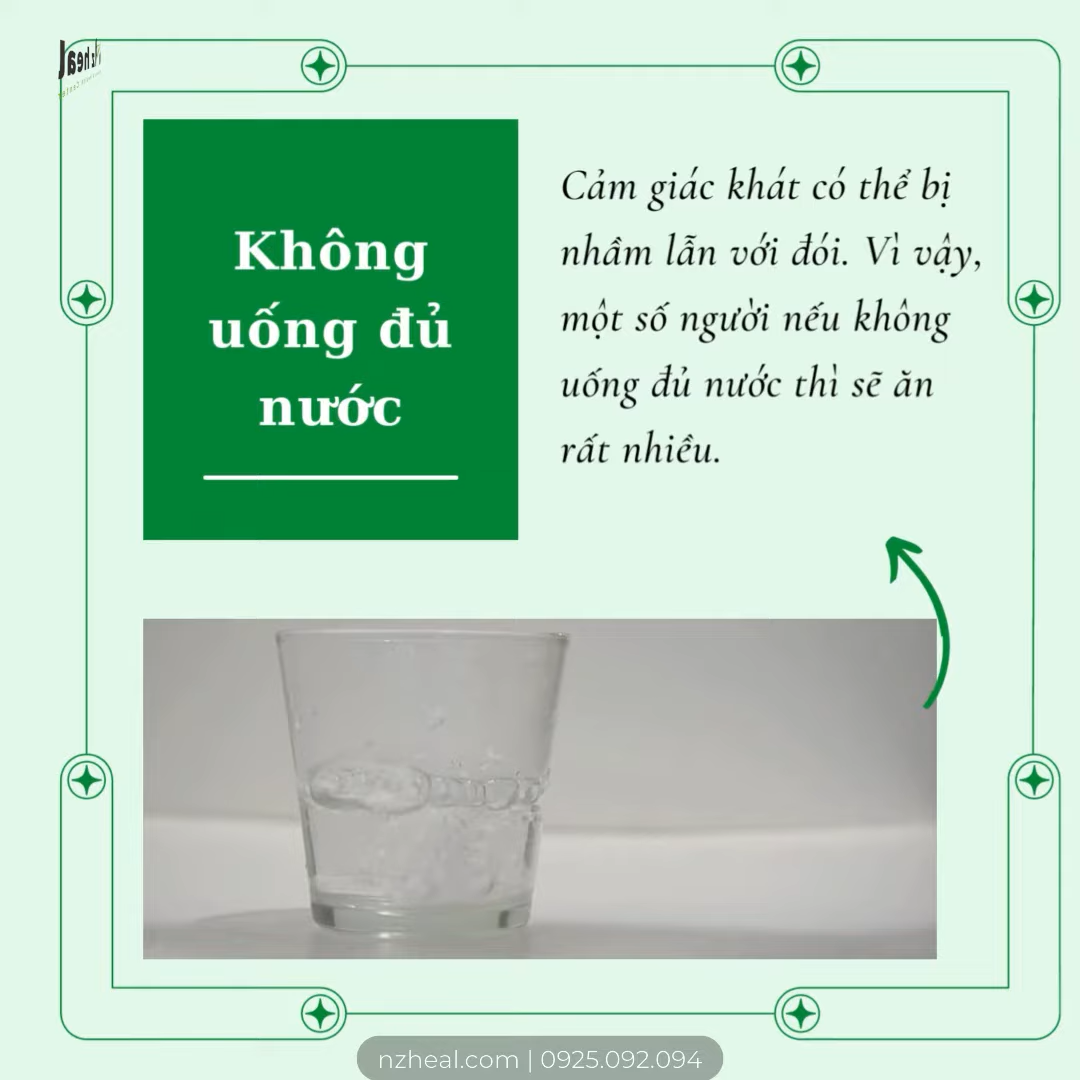 Không
uống đủ
nước
Cảm giác khát có thể bị
nhầm lẫn với đói. Vì vậy,
một số người nếu không
uống đủ nước thì sẽ ăn
rất nhiều.
nzheal.com | 0925.092.094